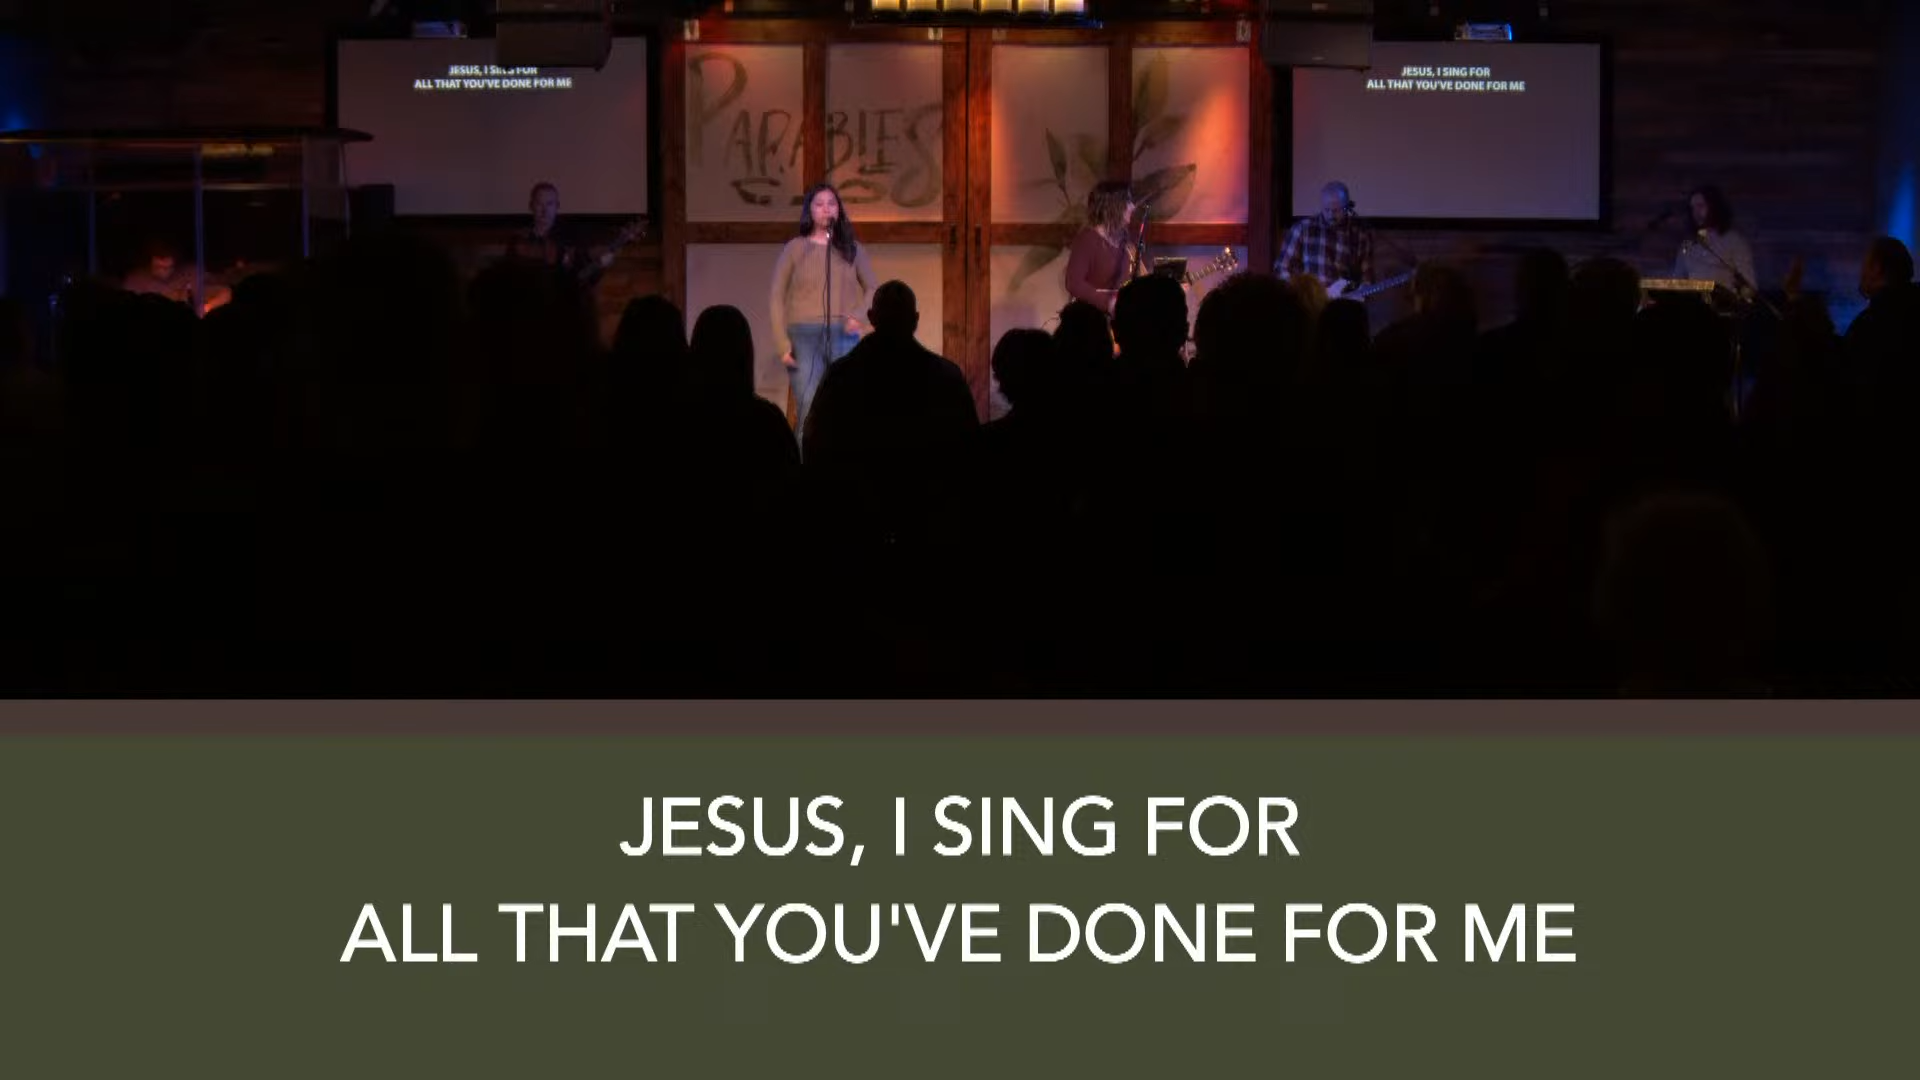 JESUS, I SING FOR
ALL THAT YOU'VE DONE FOR ME
PARABLES
JESUS, I SING FOR
ALL THAT YOU'VE DONE FOR ME
JESUS, I SING FOR
ALL THAT YOU'VE DONE FOR ME